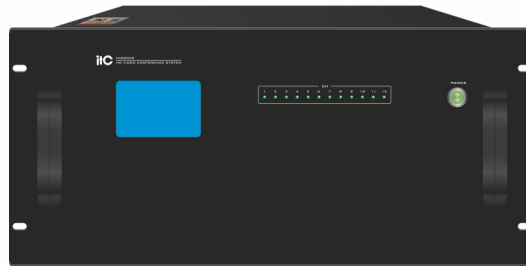 itC
HD VIDEO CONFERENCE SYSTEM
CH
1 2 3 4 5 6 7 8 9 10 11 12
POWER